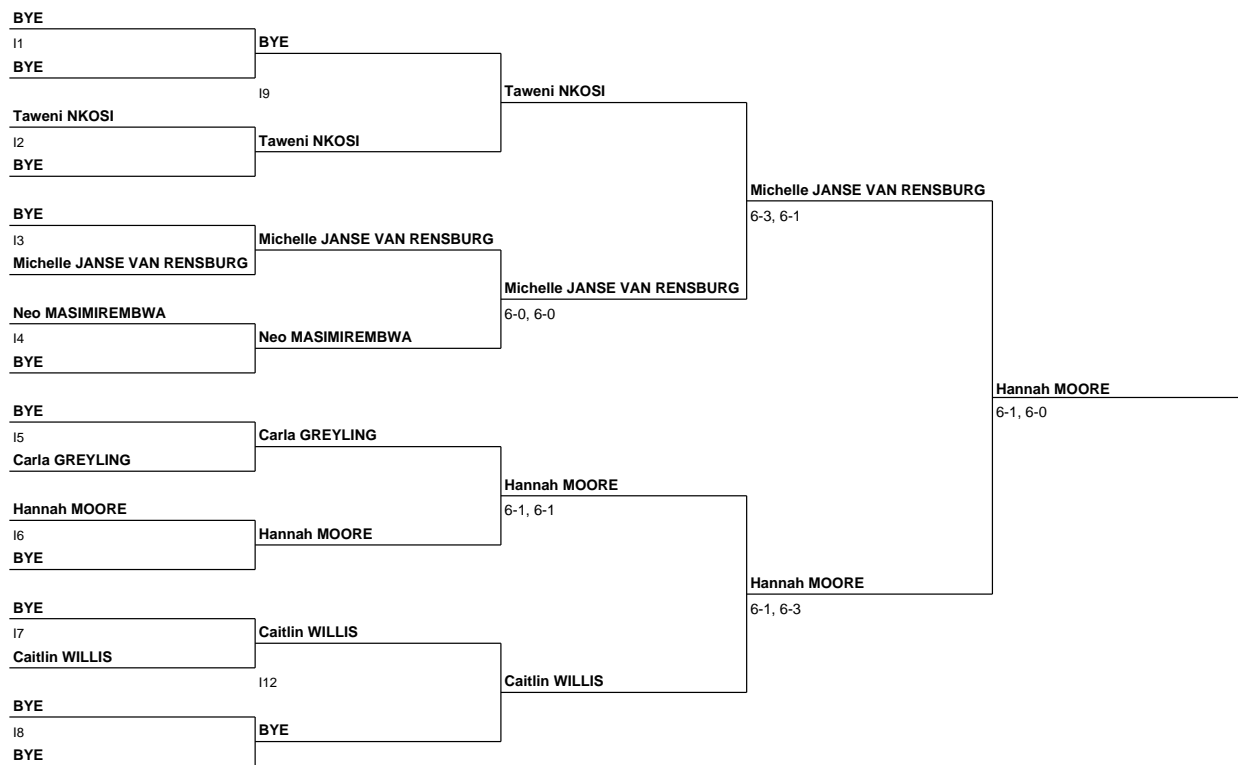 BYE
I1
BYE
BYE
I9
Taweni NKOSI
I2
BYE
Taweni NKOSI
Taweni NKOSI
BYE
I3
Michelle JANSE VAN RENSBURG
Michelle JANSE VAN RENSBURG
Neo MASIMIREMBWA
I4
BYE
Neo MASIMIREMBWA
Michelle JANSE VAN RENSBURG
6-0, 6-0
Michelle JANSE VAN RENSBURG
6-3, 6-1
BYE
I5
Carla GREYLING
Carla GREYLING
Hannah MOORE
I6
BYE
Hannah MOORE
Hannah MOORE
6-1, 6-1
BYE
I7
Caitlin WILLIS
Caitlin WILLIS
I12
BYE
I8
BYE
BYE
Caitlin WILLIS
Hannah MOORE
6-1, 6-3
Hannah MOORE
6-1, 6-0